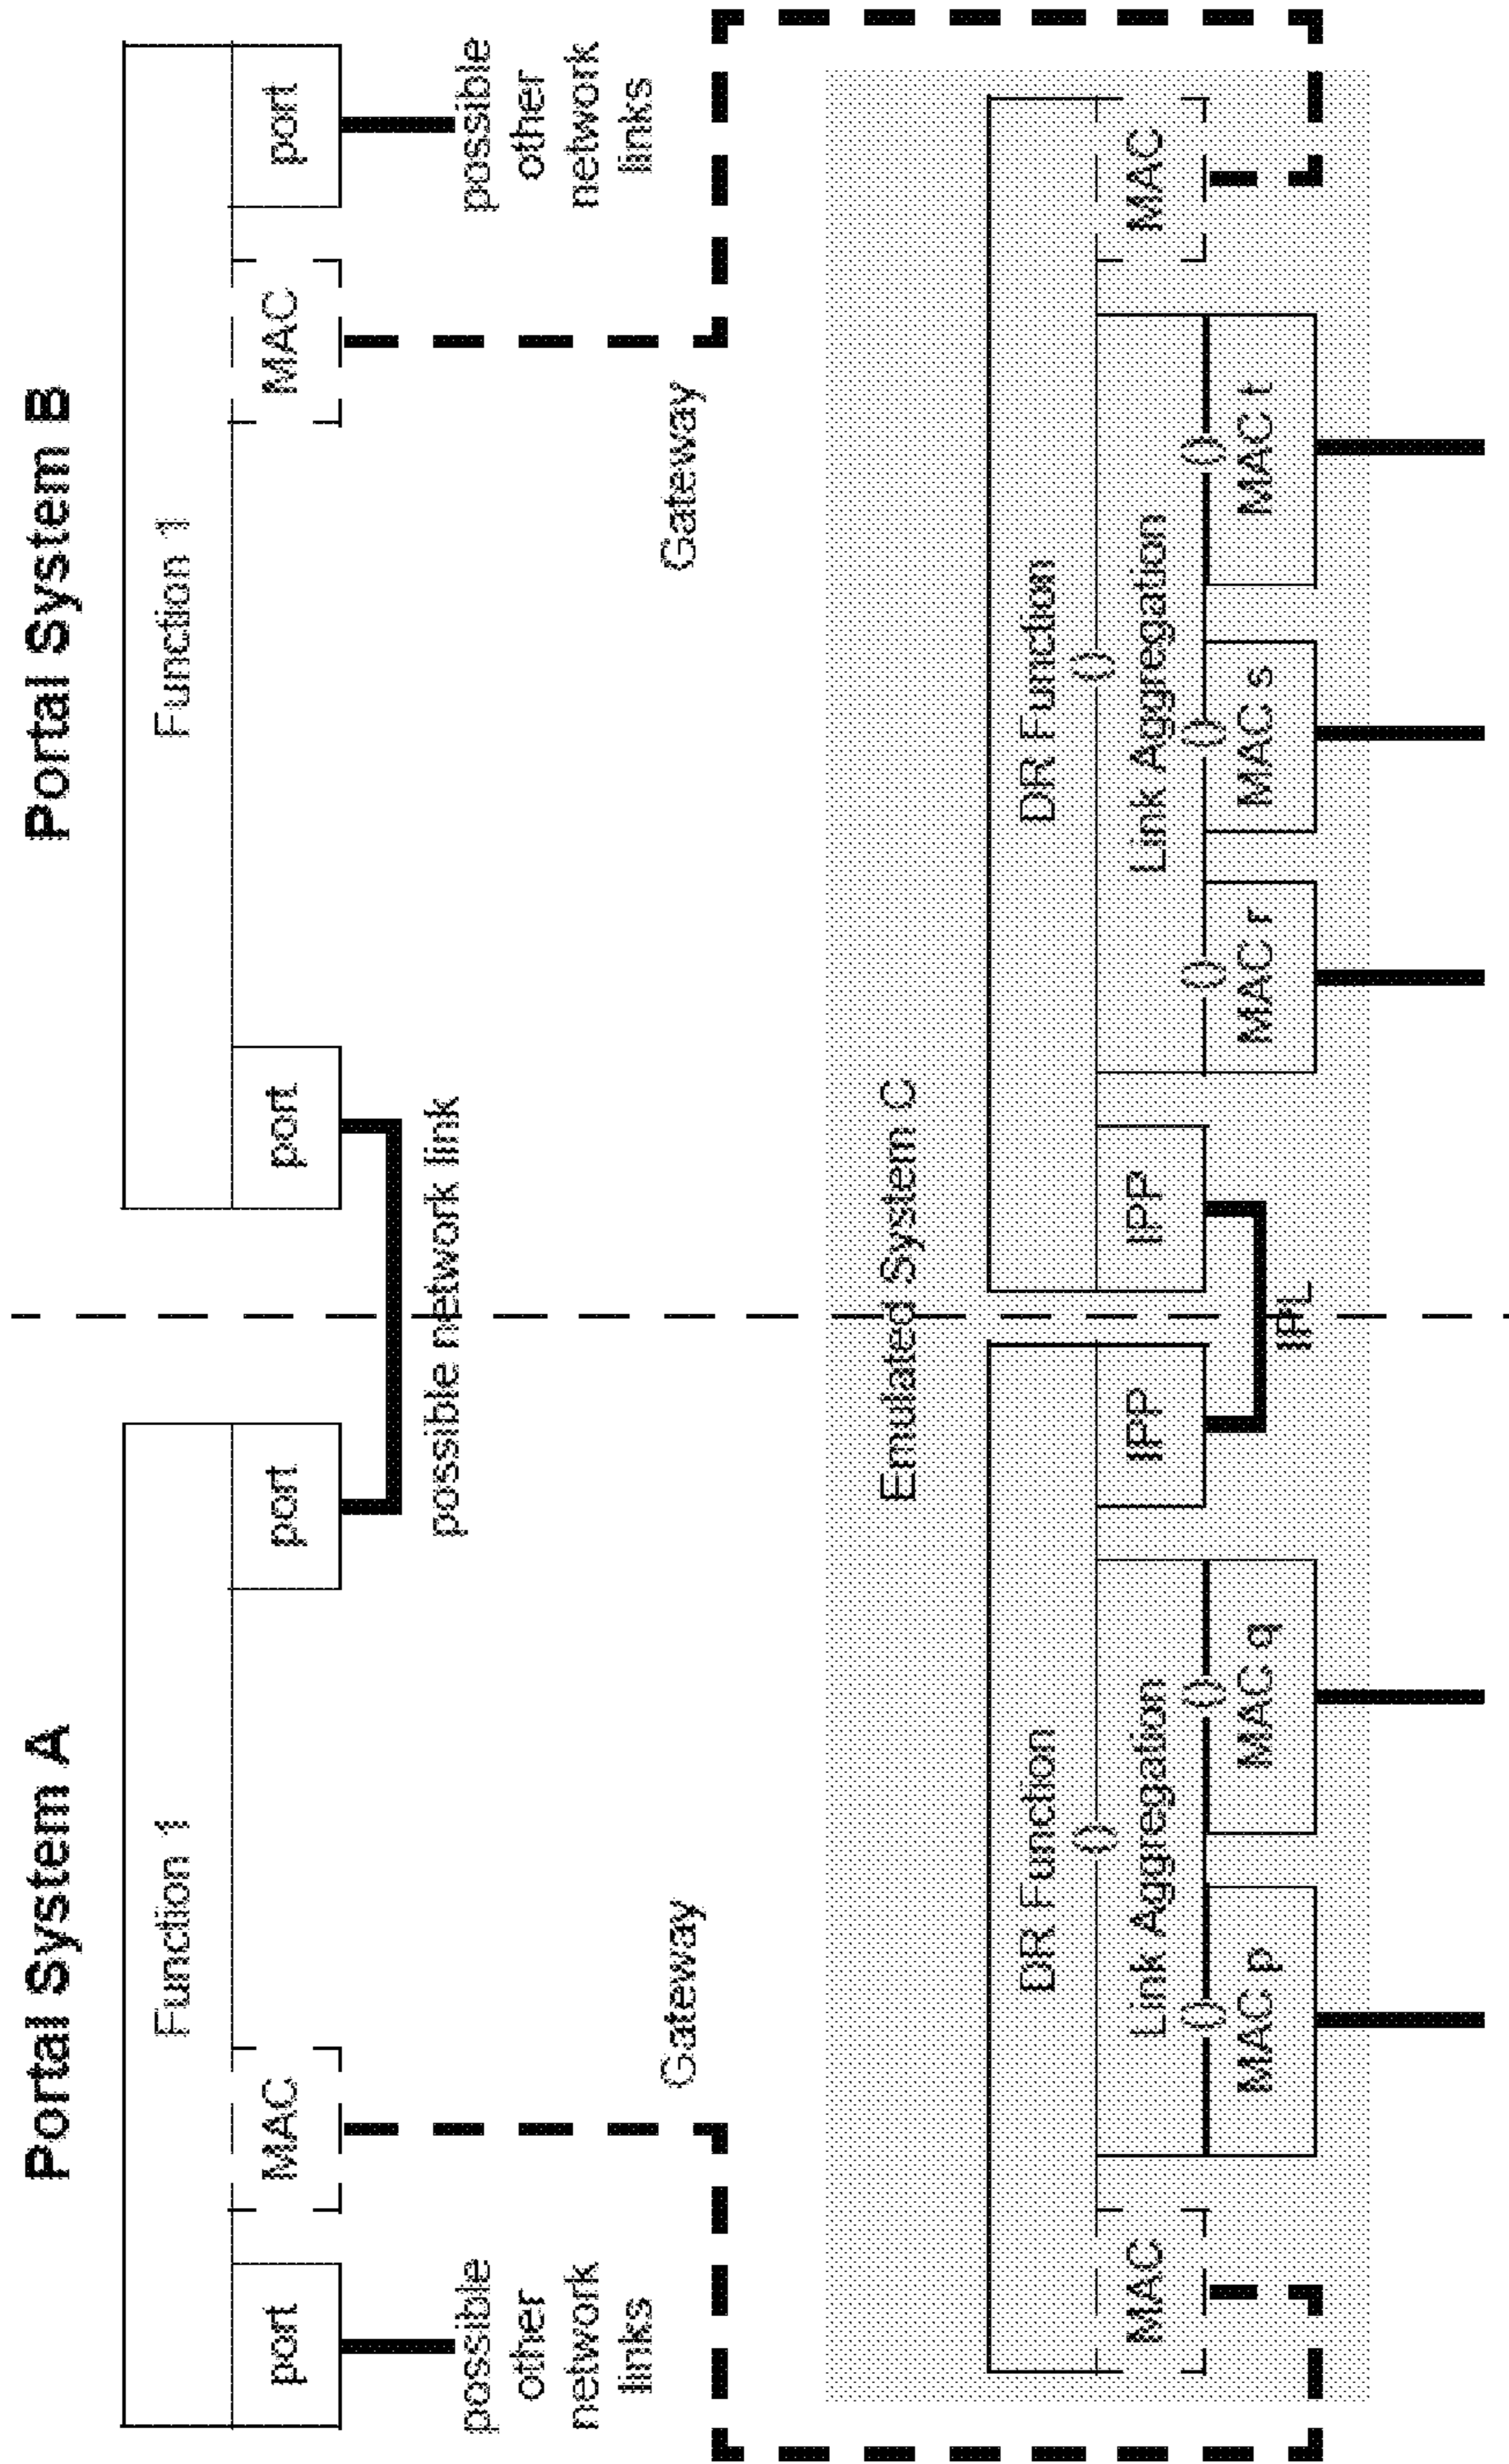 Portal System A
Portal System B
Function 1
Function 1
port
MAC
port
port
MAC
port
possible
other
network
links
possible network link
possible
other
network
links
Gateway
Gateway
Emulated System C
DR Function
DR Function
MAC
Link Aggregation
IPP
IPP
Link Aggregation
MAC
()
()
()
()
()
()
()
MAC p
MAC q
MAC r
MAC s
MAC t
IPL